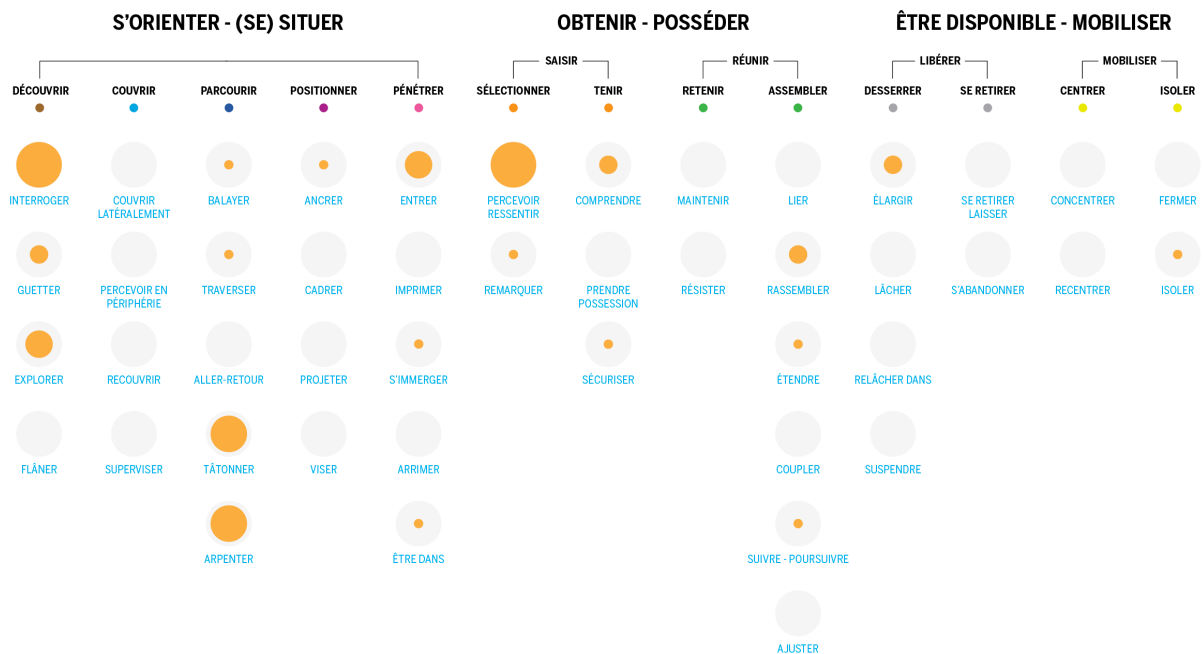 S'ORIENTER - (SE) SITUER
OBTENIR - POSSÉDER
ÊTRE DISPONIBLE - MOBILISER
SAISIR
RÉUNIR
LIBÉRER
MOBILISER
DÉCOUVRIR
COUVRIR
PARCOURIR
POSITIONNER
PÉNÉTRER
SÉLECTIONNER
TENIR
RETENIR
ASSEMBLER
DESSERRER
SE RETIRER
CENTRER
ISOLER
INTERROGER
COUVRIR
LATÉRALEMENT
BALAYER
ANCRER
ENTRER
PERCEVOIR
RESSENTIR
COMPRENDRE
MAINTENIR
LIER
ÉLARGIR
SE RETIRER
LAISSER
CONCENTRER
FERMER
GUETTER
PERCEVOIR EN
PÉRIPHÉRIE
TRAVERSER
CADRER
IMPRIMER
REMARQUER
PRENDRE
POSSESSION
RÉSISTER
RASSEMBLER
LÂCHER
S'ABANDONNER
RECENTRER
ISOLER
EXPLORER
RECOUVRIR
ALLER-RETOUR
PROJETER
S'IMMERGER
SÉCURISER
ÉTENDRE
RELÂCHER DANS
FLÂNER
SUPERVISER
TÂTONNER
VISER
ARRIMER
COUPLER
SUSPENDRE
ARPENTER
ÊTRE DANS
SUIVRE - POURSUIVRE
AJUSTER